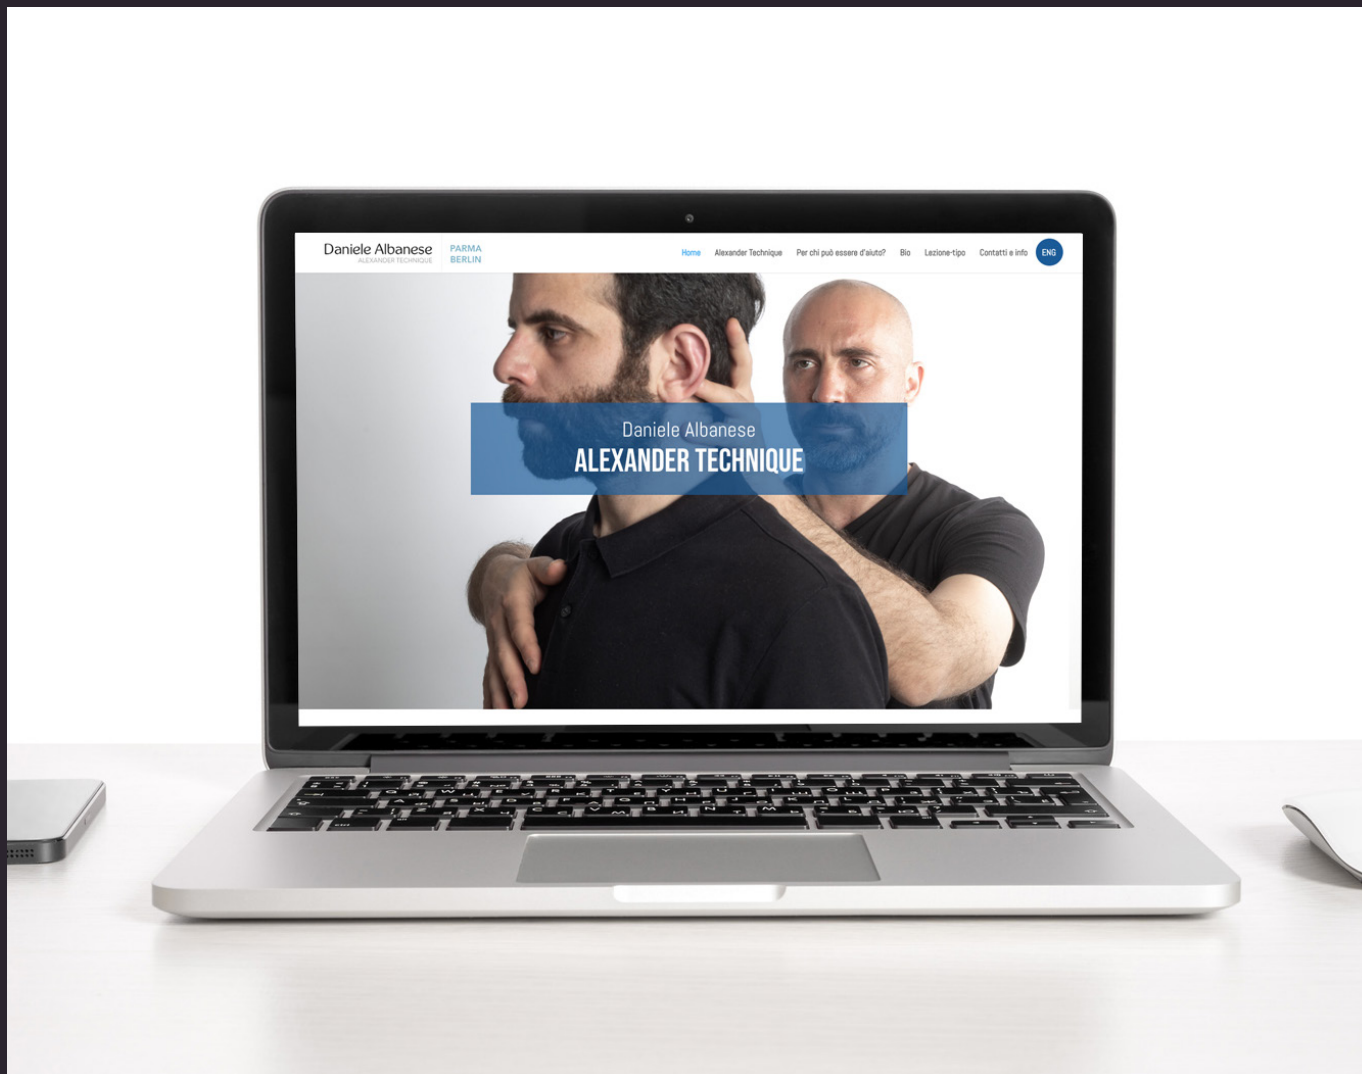 Daniele Albanese
ALEXANDER TECHNIQUE
PARMA
BERLIN
Home Alexander Technique Per chi può essere d'aiuto? Bio Lezione-tipo Contatti e info ENG
Daniele Albanese
ALEXANDER TECHNIQUE